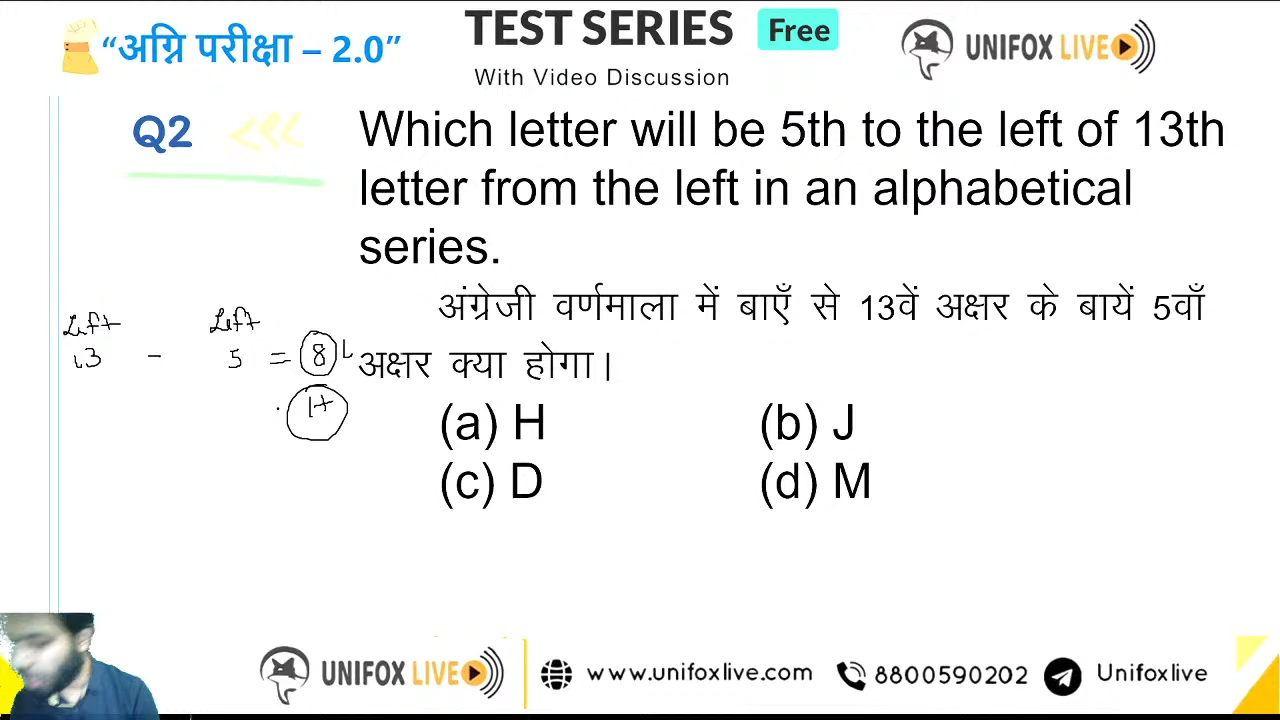 “अग्नि परीक्षा – 2.0”
TEST SERIES Free
With Video Discussion
UNIFOX LIVE
Q2
Which letter will be 5th to the left of 13th
letter from the left in an alphabetical
series.
अंग्रेजी वर्णमाला में बाएँ से 13वें अक्षर के बायें 5वाँ
अक्षर क्या होगा।
Left Left
13 - 5 = 8 L
(a) H (b) J
(c) D (d) M
UNIFOX LIVE
www.unifoxlive.com
8800590202
Unifoxlive